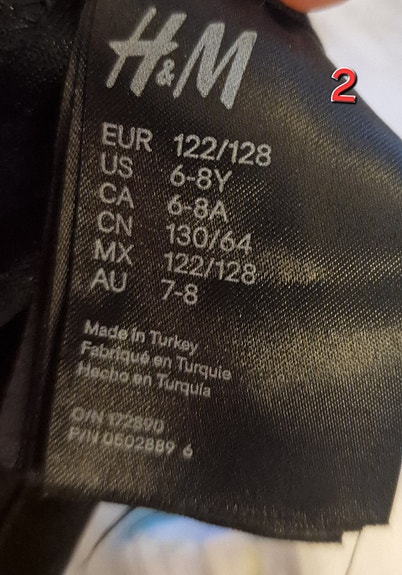 H&M
2
EUR 122/128
US 6-8Y
CA 6-8A
CN 130/64
MX 122/128
AU 7-8
Made in Turkey
Fabriqué en Turquie
Hecho en Turquía
O/N 172890
P/N 0502889 6